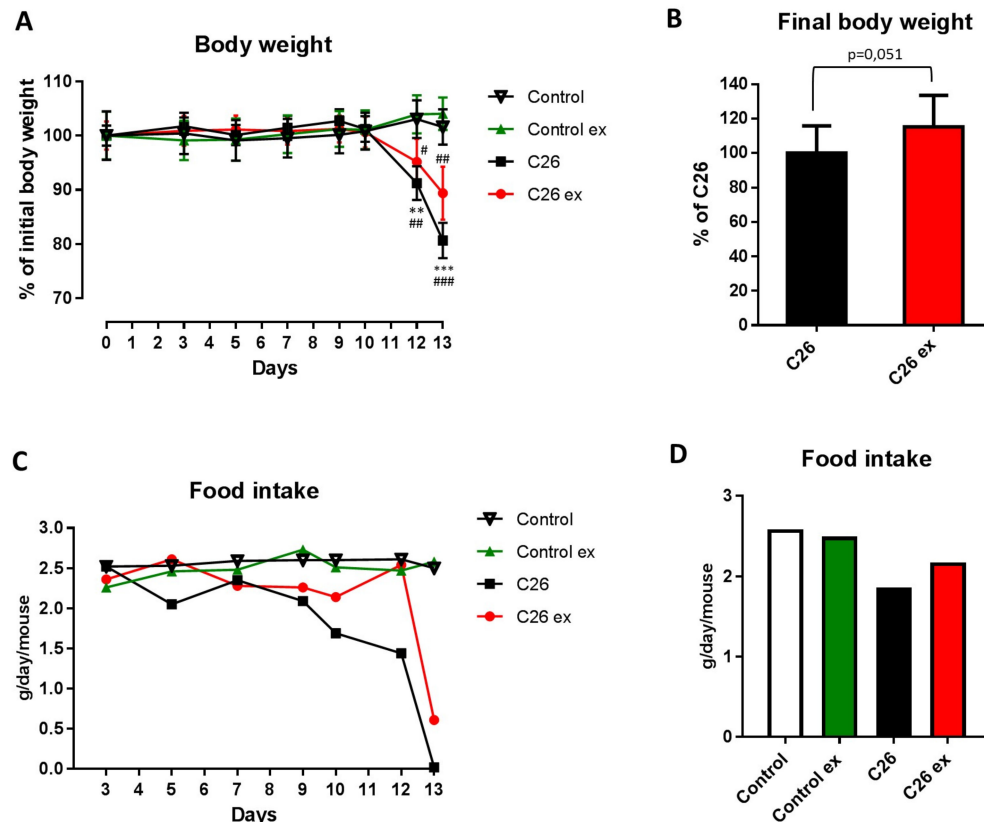 A
Body weight
% of initial body weight
110
100
90
80
70
#
##
**
##
***
###
0 1 2 3 4 5 6 7 8 9 10 11 12 13
Days
Control
Control ex
C26
C26 ex
B
Final body weight
p=0,051
% of C26
140
120
100
80
60
40
20
0
C26
C26 ex
C
Food intake
g/day/mouse
3.0
2.5
2.0
1.5
1.0
0.5
0.0
3 4 5 6 7 8 9 10 11 12 13
Days
Control
Control ex
C26
C26 ex
D
Food intake
g/day/mouse
3
2
1
0
Control
Control ex
C26
C26 ex